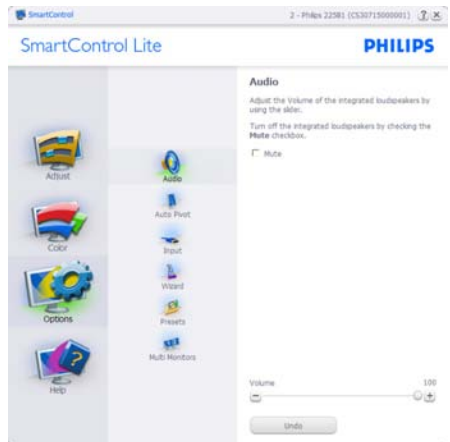 SmartControl
2 - Philips 225B1 (CS30715000001)
SmartControl Lite
PHILIPS
Adjust
Color
Options
Help
Audio
Auto Pivot
Input
Wizard
Presets
Multi Monitors
Audio
Adjust the Volume of the integrated loudspeakers by
using the slider.
Turn off the integrated loudspeakers by checking the
Mute checkbox.
Mute
Volume 100
Undo